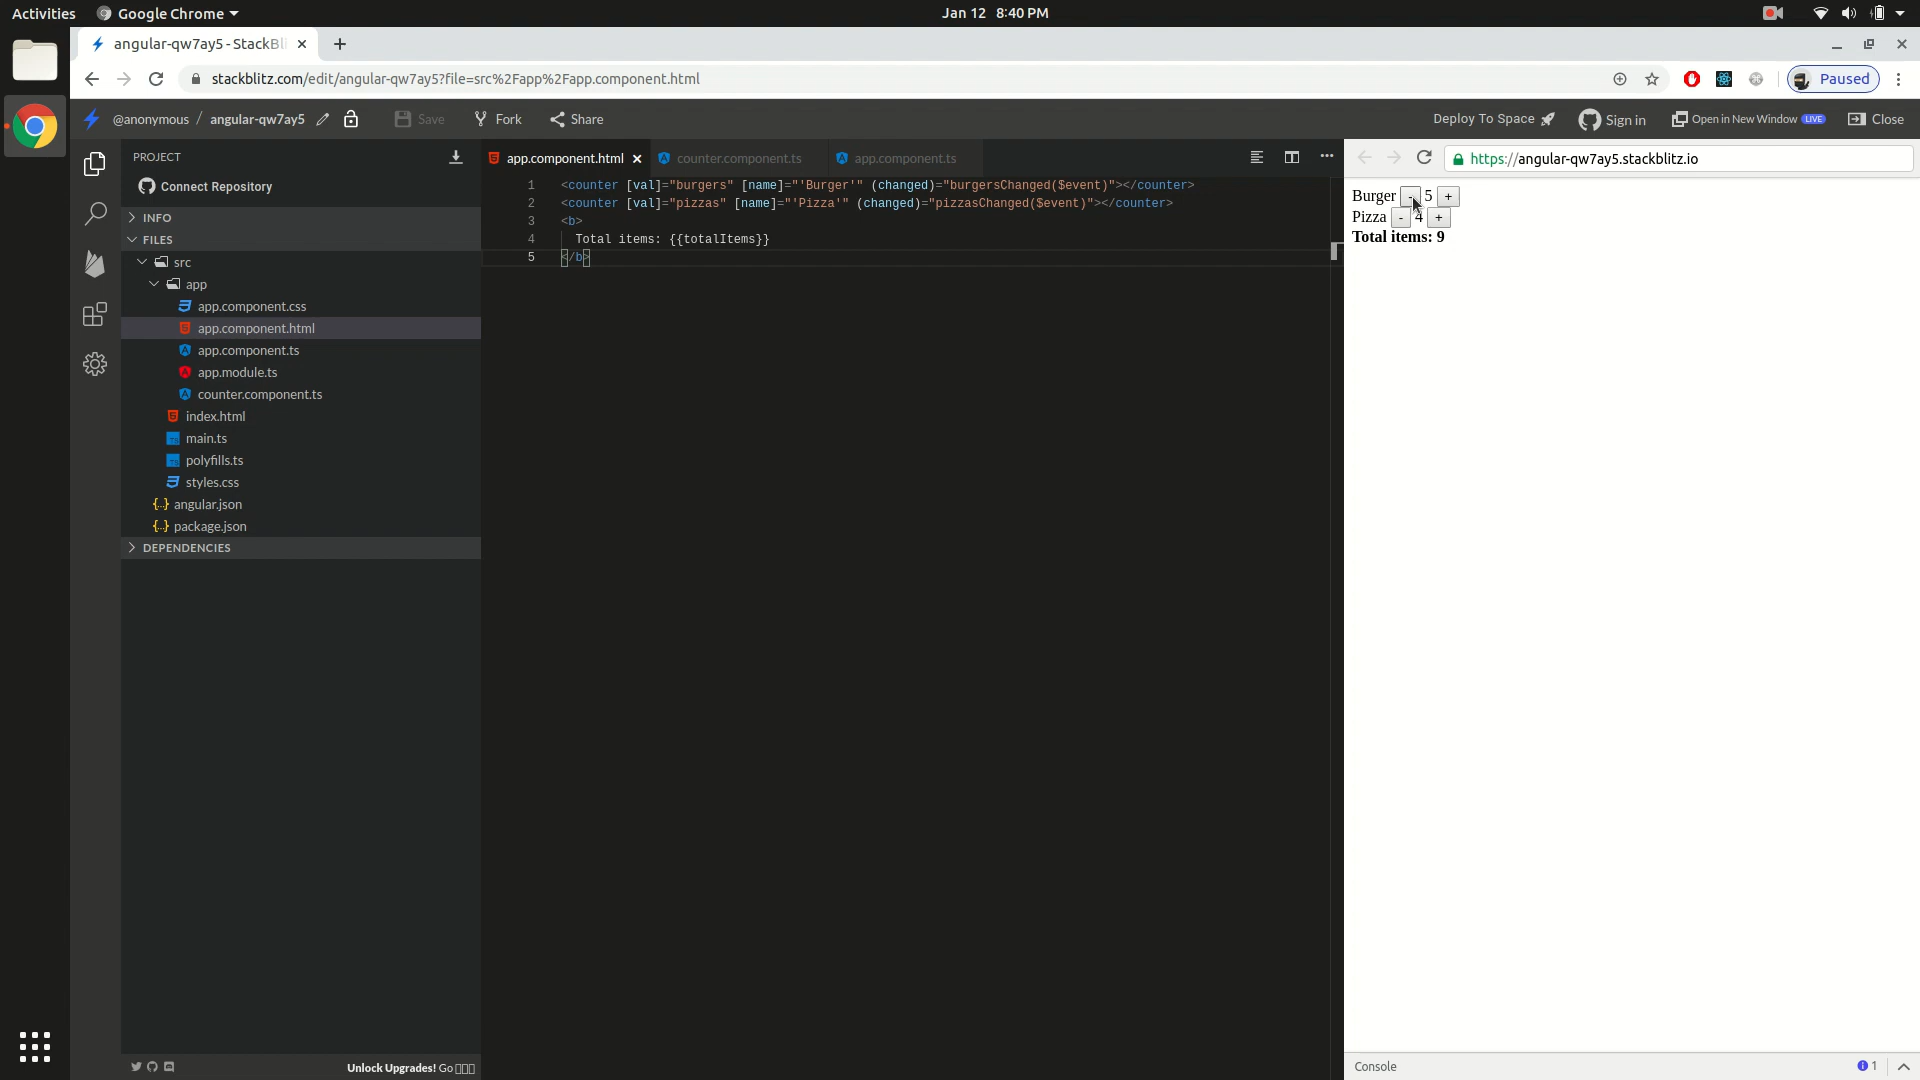 Activities
Google Chrome
Jan 12 8:40 PM
angular-qw7ay5 - StackBli
stackblitz.com/edit/angular-qw7ay5?file=src%2Fapp%2Fapp.component.html
Paused
@anonymous / angular-qw7ay5
Save
Fork
Share
Deploy To Space
Sign in
Open in New Window LIVE
Close
PROJECT
Connect Repository
INFO
FILES
src
app
app.component.css
app.component.html
app.component.ts
app.module.ts
counter.component.ts
index.html
main.ts
polyfills.ts
styles.css
angular.json
package.json
DEPENDENCIES
Unlock Upgrades! Go
app.component.html
counter.component.ts
app.component.ts
1 <counter [val]="burgers" [name]="'Burger'" (changed)="burgersChanged($event)"></counter>
2 <counter [val]="pizzas" [name]="'Pizza'" (changed)="pizzasChanged($event)"></counter>
3 <b>
4 Total items: {{totalItems}}
5 </b>
https://angular-qw7ay5.stackblitz.io
Burger - 5 +
Pizza - 4 +
Total items: 9
Console
1